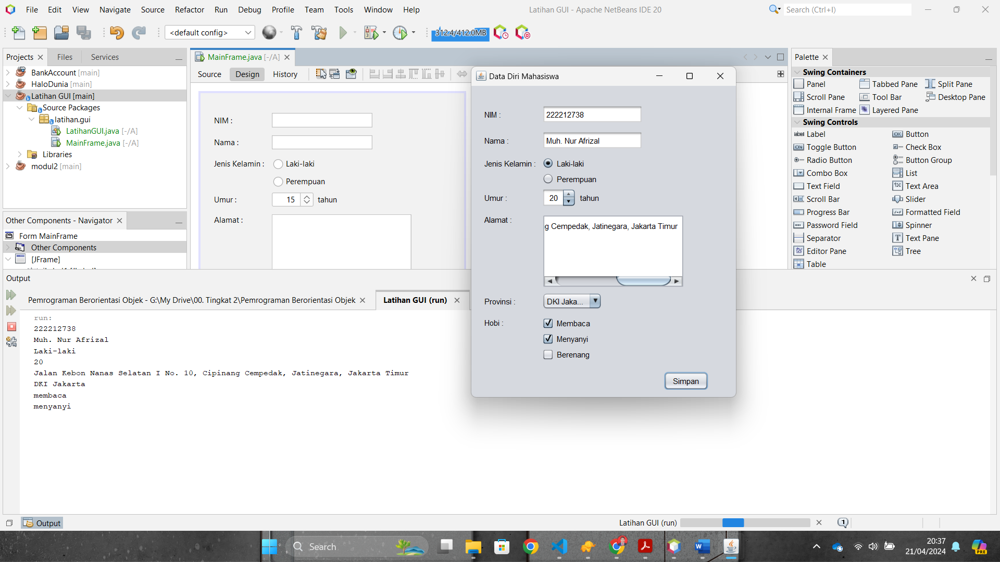 File Edit View Navigate Source Refactor Run Debug Profile Team Tools Window Help
Latihan GUI - Apache NetBeans IDE 20
Search (Ctrl+I)
<default config>
312.4/412.0MB
Projects
Files
Services
BankAccount [main]
HaloDunia [main]
Latihan GUI [main]
Source Packages
latihan.gui
LatihanGUI.java [-/A]
MainFrame.java [-/A]
Libraries
modul2 [main]
Other Components - Navigator
Form MainFrame
Other Components
[JFrame]
MainFrame.java [-/A]
Source Design History
NIM :
Nama :
Jenis Kelamin : Laki-laki
Perempuan
Umur : 15 tahun
Alamat :
Data Diri Mahasiswa
NIM : 222212738
Nama : Muh. Nur Afrizal
Jenis Kelamin : Laki-laki
Perempuan
Umur : 20 tahun
Alamat : g Cempedak, Jatinegara, Jakarta Timur
Provinsi : DKI Jaka...
Hobi : Membaca
Menyanyi
Berenang
Simpan
Palette
Swing Containers
Panel Tabbed Pane Split Pane
Scroll Pane Tool Bar Desktop Pane
Internal Frame Layered Pane
Swing Controls
Label Button
Toggle Button Check Box
Radio Button Button Group
Combo Box List
Text Field Text Area
Scroll Bar Slider
Progress Bar Formatted Field
Password Field Spinner
Separator Text Pane
Editor Pane Tree
Table
Output
Pemrograman Berorientasi Objek - G:\My Drive\00. Tingkat 2\Pemrograman Berorientasi Objek
Latihan GUI (run)
run:
222212738
Muh. Nur Afrizal
Laki-laki
20
Jalan Kebon Nanas Selatan I No. 10, Cipinang Cempedak, Jatinegara, Jakarta Timur
DKI Jakarta
membaca
menyanyi
Output
Latihan GUI (run)
1
Search
20:37
21/04/2024
PRE